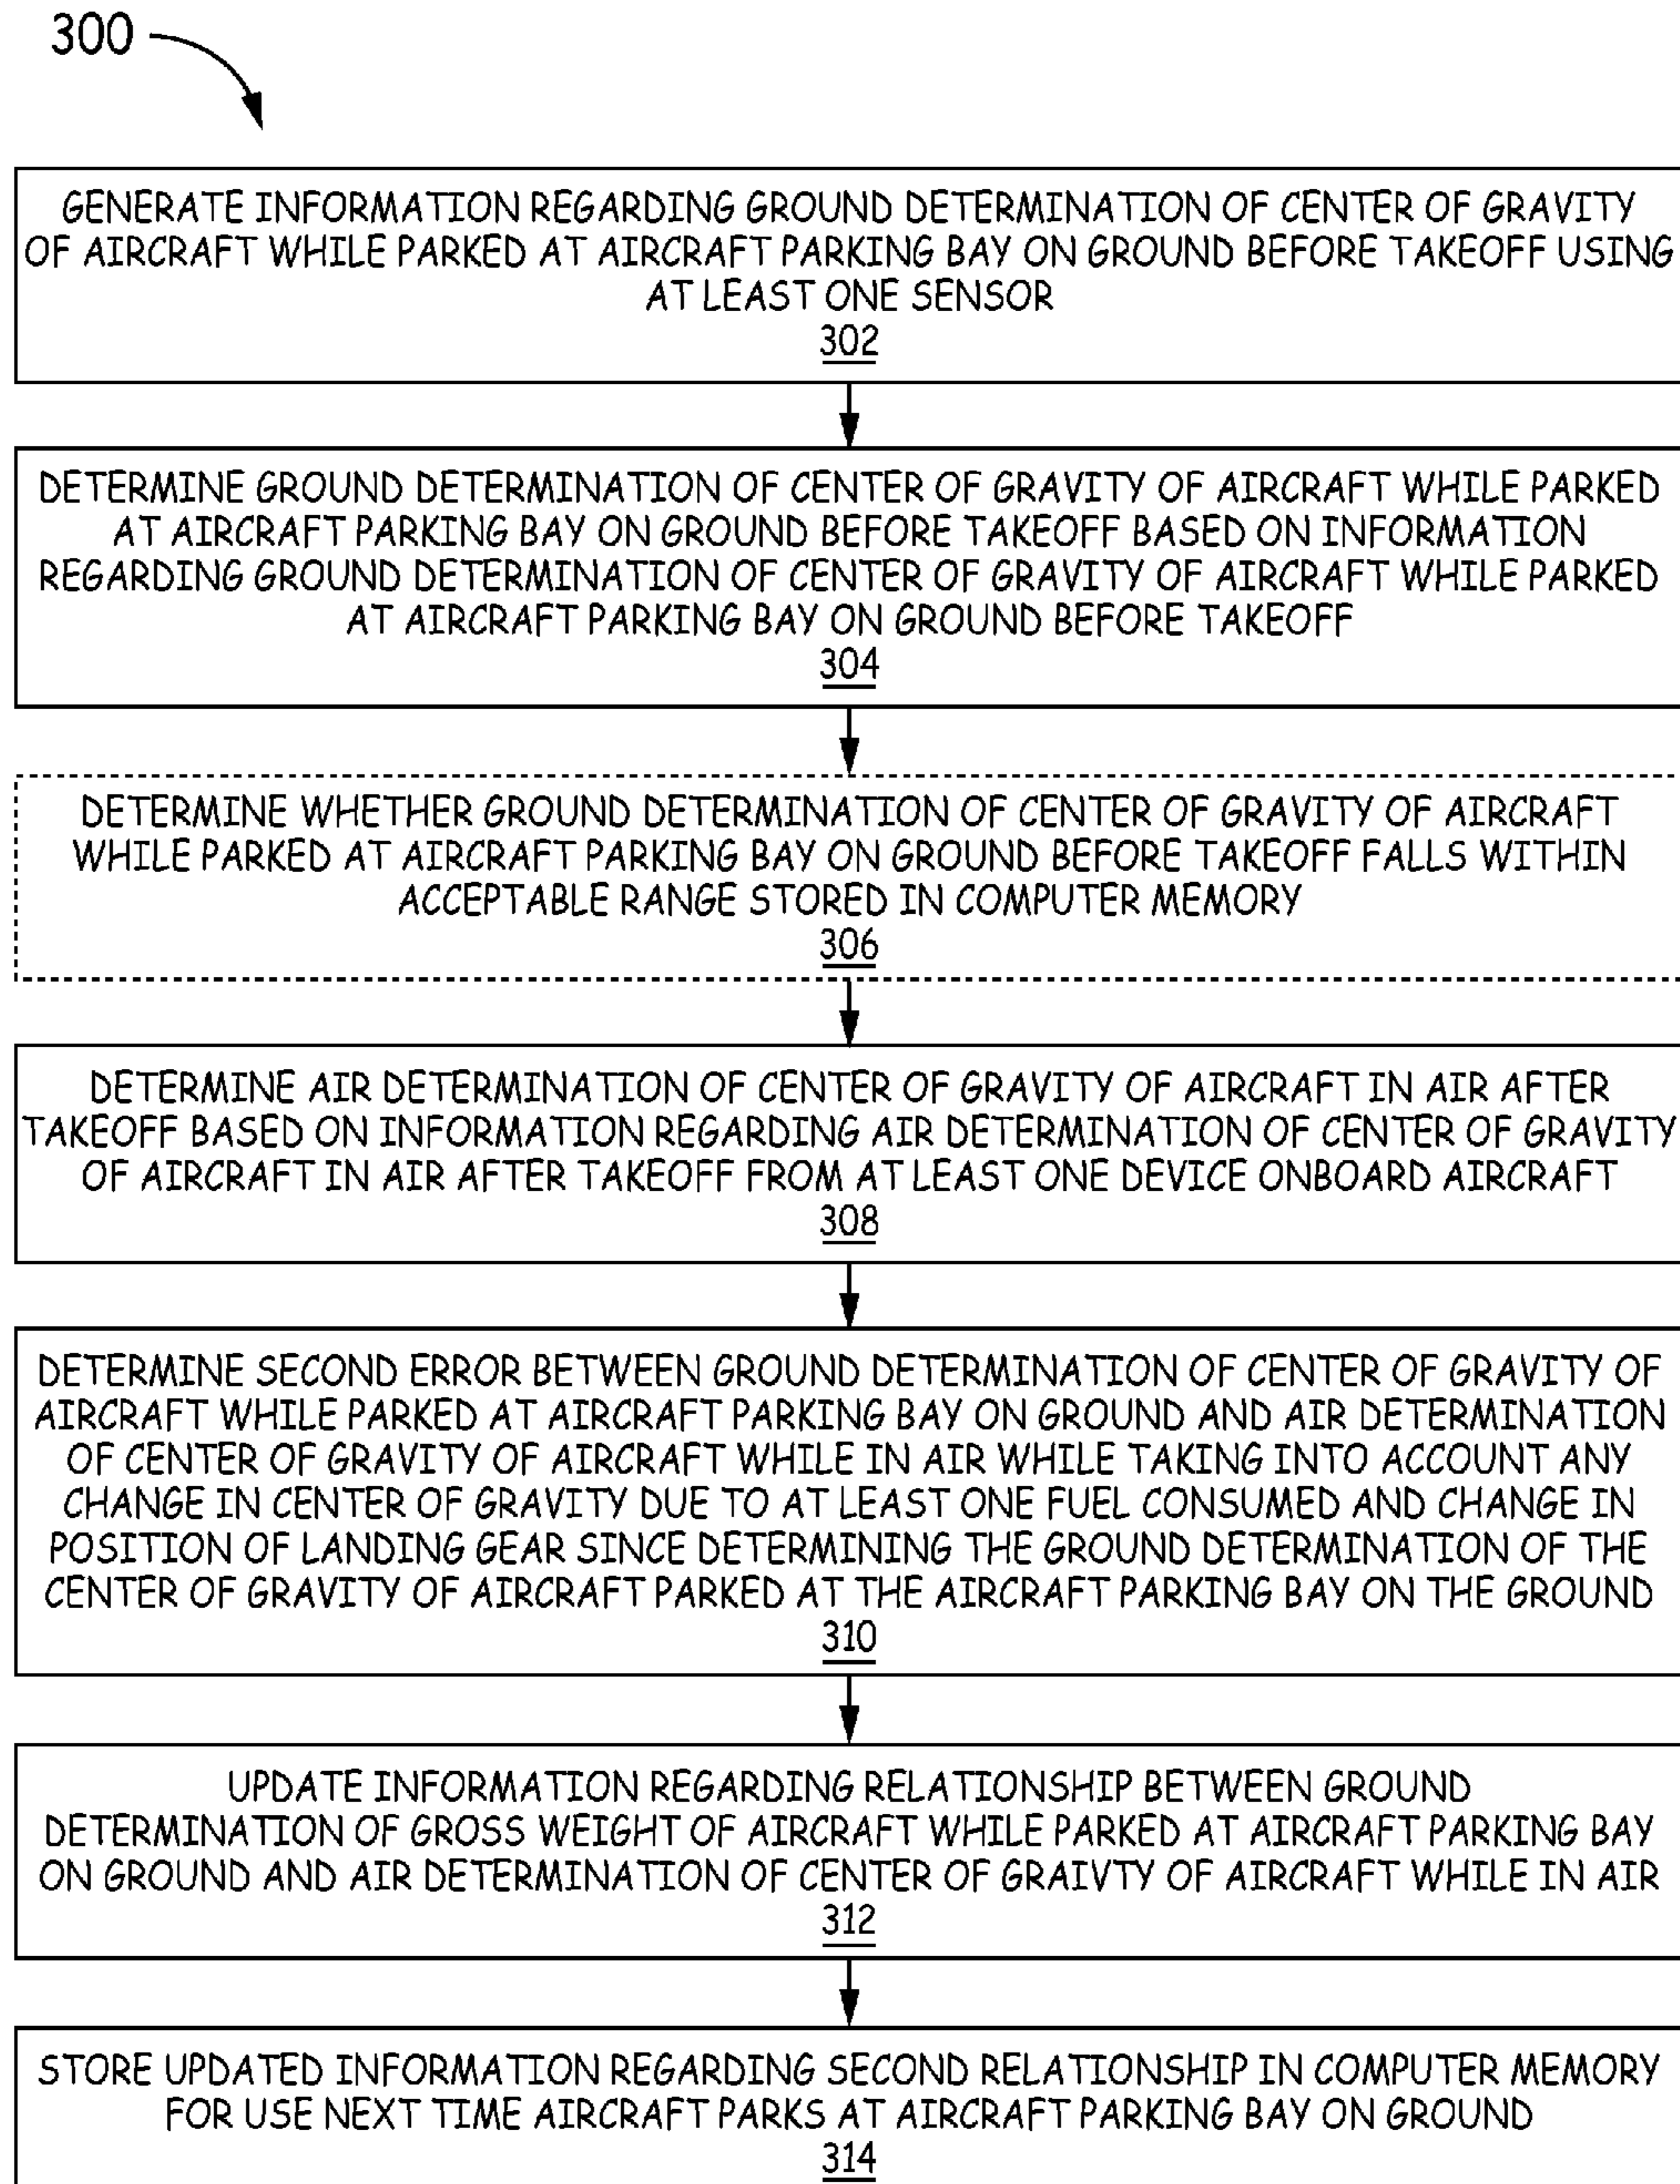 300
GENERATE INFORMATION REGARDING GROUND DETERMINATION OF CENTER OF GRAVITY
OF AIRCRAFT WHILE PARKED AT AIRCRAFT PARKING BAY ON GROUND BEFORE TAKEOFF USING
AT LEAST ONE SENSOR
302
DETERMINE GROUND DETERMINATION OF CENTER OF GRAVITY OF AIRCRAFT WHILE PARKED
AT AIRCRAFT PARKING BAY ON GROUND BEFORE TAKEOFF BASED ON INFORMATION
REGARDING GROUND DETERMINATION OF CENTER OF GRAVITY OF AIRCRAFT WHILE PARKED
AT AIRCRAFT PARKING BAY ON GROUND BEFORE TAKEOFF
304
DETERMINE WHETHER GROUND DETERMINATION OF CENTER OF GRAVITY OF AIRCRAFT
WHILE PARKED AT AIRCRAFT PARKING BAY ON GROUND BEFORE TAKEOFF FALLS WITHIN
ACCEPTABLE RANGE STORED IN COMPUTER MEMORY
306
DETERMINE AIR DETERMINATION OF CENTER OF GRAVITY OF AIRCRAFT IN AIR AFTER
TAKEOFF BASED ON INFORMATION REGARDING AIR DETERMINATION OF CENTER OF GRAVITY
OF AIRCRAFT IN AIR AFTER TAKEOFF FROM AT LEAST ONE DEVICE ONBOARD AIRCRAFT
308
DETERMINE SECOND ERROR BETWEEN GROUND DETERMINATION OF CENTER OF GRAVITY OF
AIRCRAFT WHILE PARKED AT AIRCRAFT PARKING BAY ON GROUND AND AIR DETERMINATION
OF CENTER OF GRAVITY OF AIRCRAFT WHILE IN AIR WHILE TAKING INTO ACCOUNT ANY
CHANGE IN CENTER OF GRAVITY DUE TO AT LEAST ONE FUEL CONSUMED AND CHANGE IN
POSITION OF LANDING GEAR SINCE DETERMINING THE GROUND DETERMINATION OF THE
CENTER OF GRAVITY OF AIRCRAFT PARKED AT THE AIRCRAFT PARKING BAY ON THE GROUND
310
UPDATE INFORMATION REGARDING RELATIONSHIP BETWEEN GROUND
DETERMINATION OF GROSS WEIGHT OF AIRCRAFT WHILE PARKED AT AIRCRAFT PARKING BAY
ON GROUND AND AIR DETERMINATION OF CENTER OF GRAIVTY OF AIRCRAFT WHILE IN AIR
312
STORE UPDATED INFORMATION REGARDING SECOND RELATIONSHIP IN COMPUTER MEMORY
FOR USE NEXT TIME AIRCRAFT PARKS AT AIRCRAFT PARKING BAY ON GROUND
314